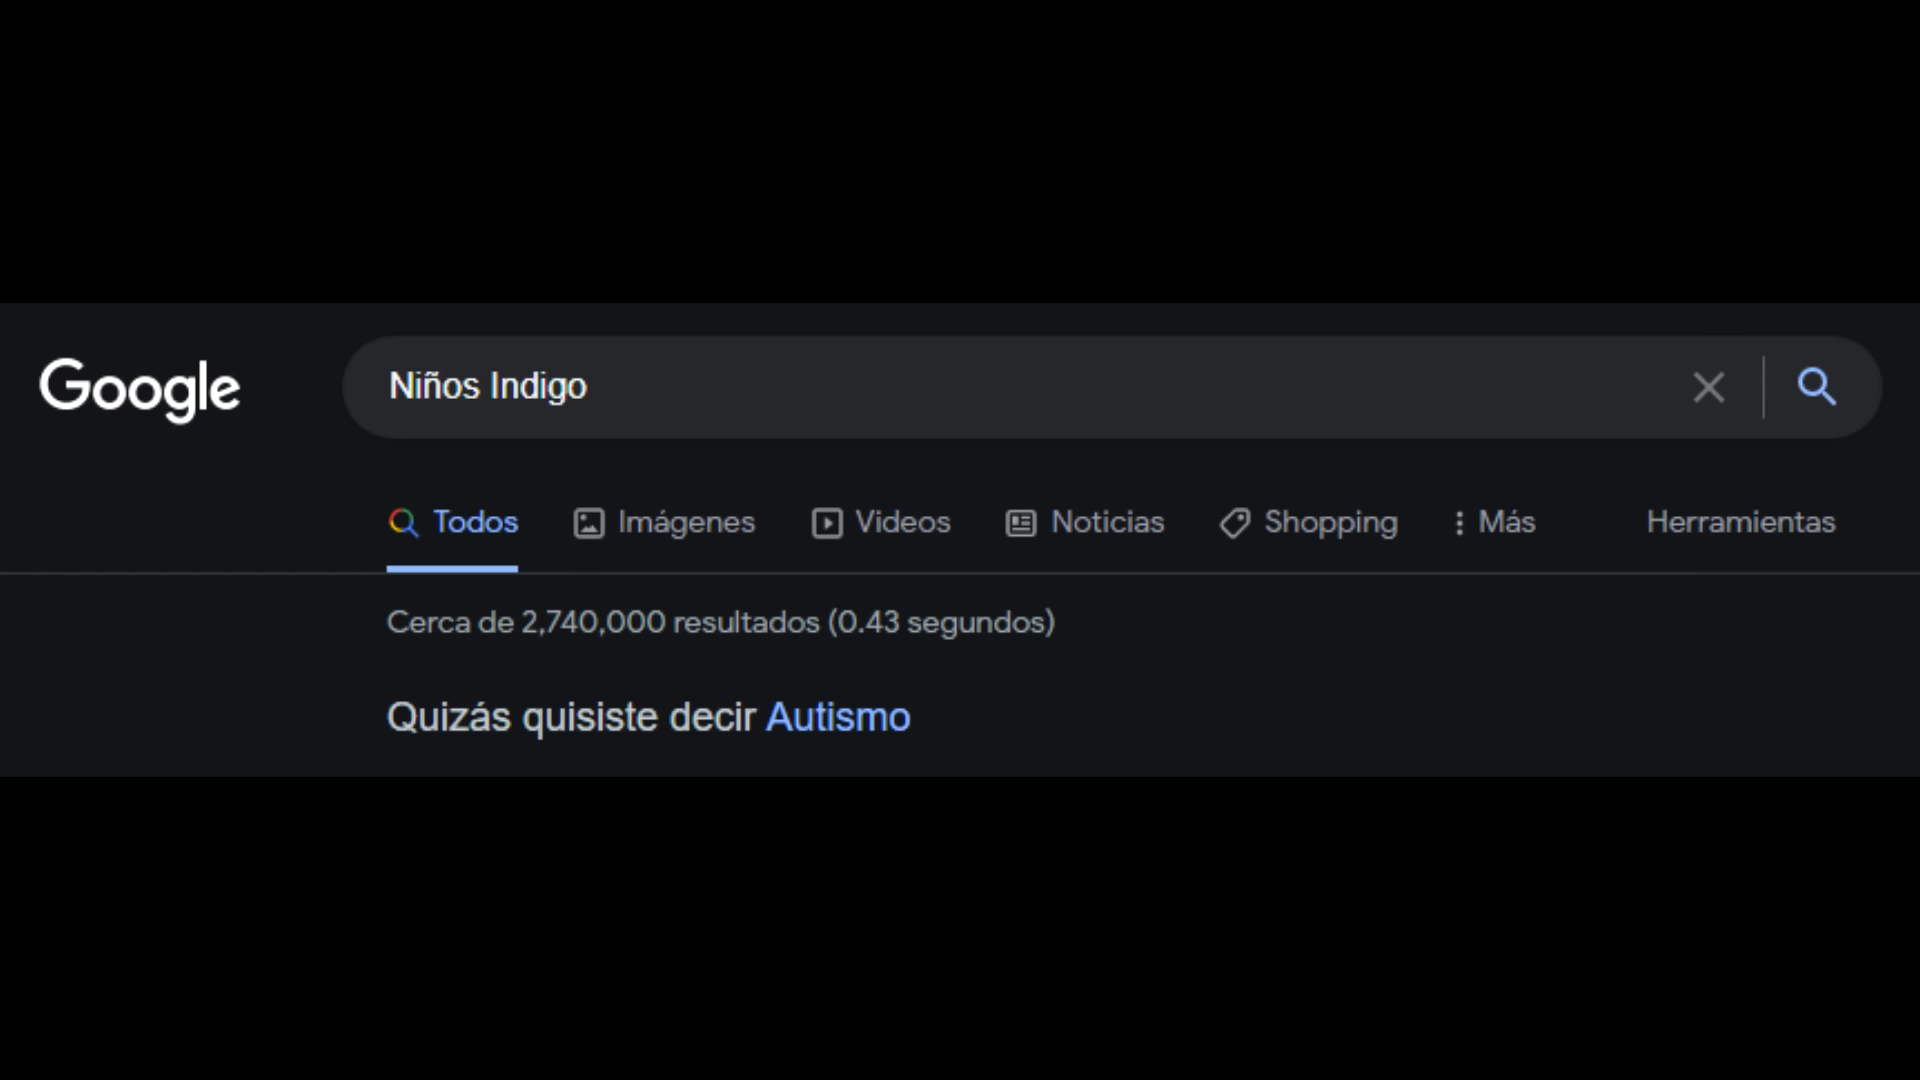 Google
Niños Indigo
Todos Imágenes Videos Noticias Shopping Más Herramientas
Cerca de 2,740,000 resultados (0.43 segundos)
Quizás quisiste decir Autismo